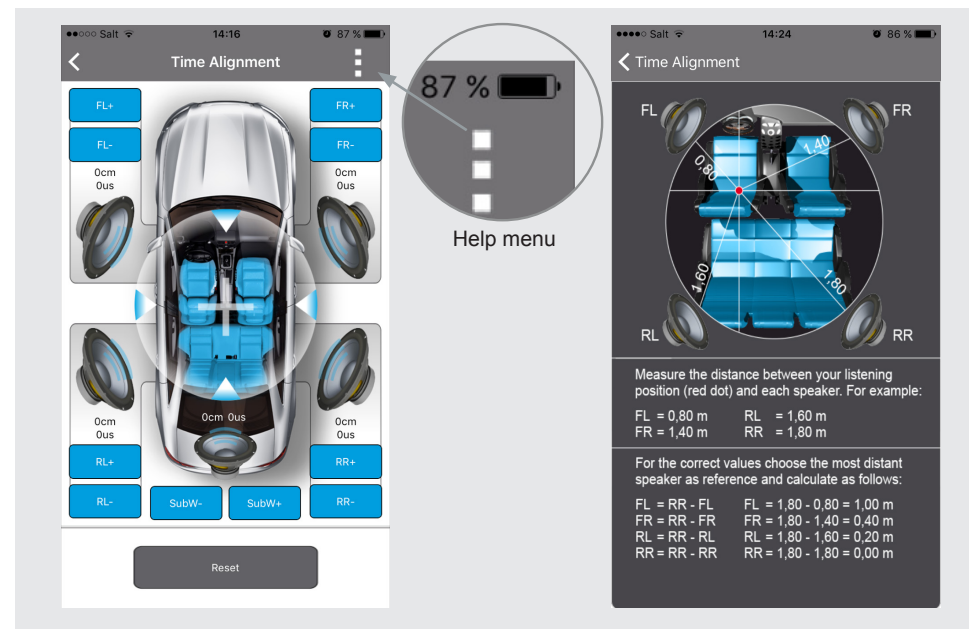 ●●○○○ Salt 14:16 87 %
Time Alignment
FL+ FR+
FL- FR-
0cm 0cm
0us 0us
0cm 0us
0cm 0cm
0us 0us
RL+ RR+
RL- SubW- SubW+ RR-
Reset
87 %
Help menu
●●●●○ Salt 14:24 86 %
Time Alignment
FL FR
0,80 1,40
1,60 1,80
RL RR
Measure the distance between your listening
position (red dot) and each speaker. For example:
FL = 0,80 m RL = 1,60 m
FR = 1,40 m RR = 1,80 m
For the correct values choose the most distant
speaker as reference and calculate as follows:
FL = RR - FL FL = 1,80 - 0,80 = 1,00 m
FR = RR - FR FR = 1,80 - 1,40 = 0,40 m
RL = RR - RL RL = 1,80 - 1,60 = 0,20 m
RR = RR - RR RR = 1,80 - 1,80 = 0,00 m